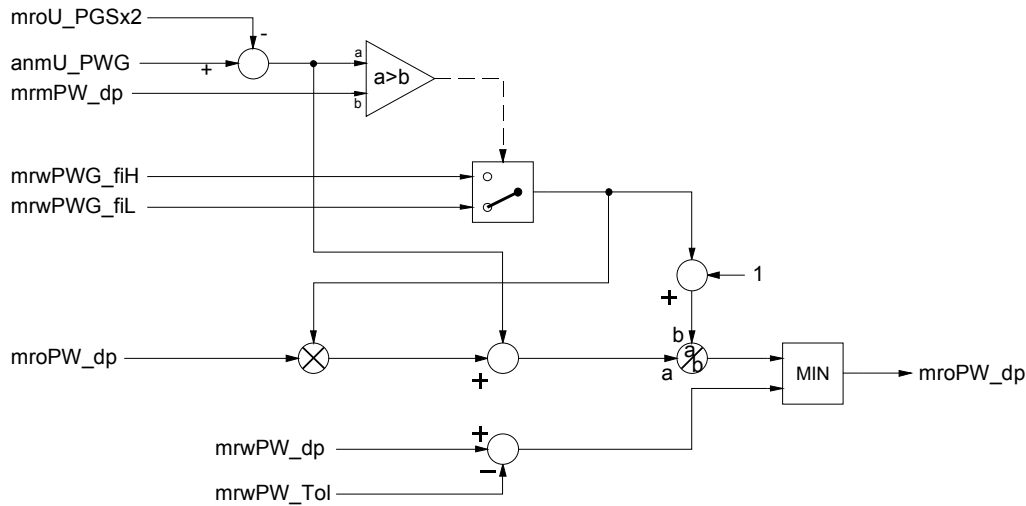 mroU_PGSx2
-
anmU_PWG
+
a
a>b
mrmPW_dp
b
mrwPWG_fiH
mrwPWG_fiL
1
+
b
mroPW_dp
+
a
a
b
MIN
mroPW_dp
+
mrwPW_dp
−
mrwPW_Tol